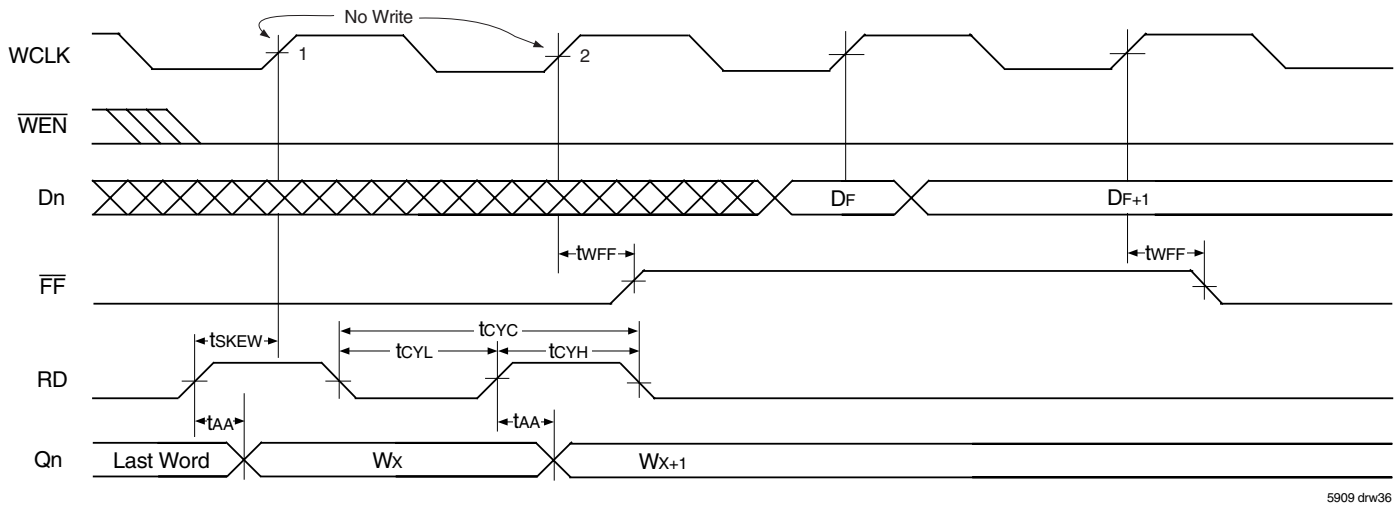 No Write
WCLK
1
2
WEN
Dn
DF
DF+1
tWFF
tWFF
FF
tCYC
tSKEW
tCYL
tCYH
RD
tAA
tAA
Qn
Last Word
WX
WX+1
5909 drw36